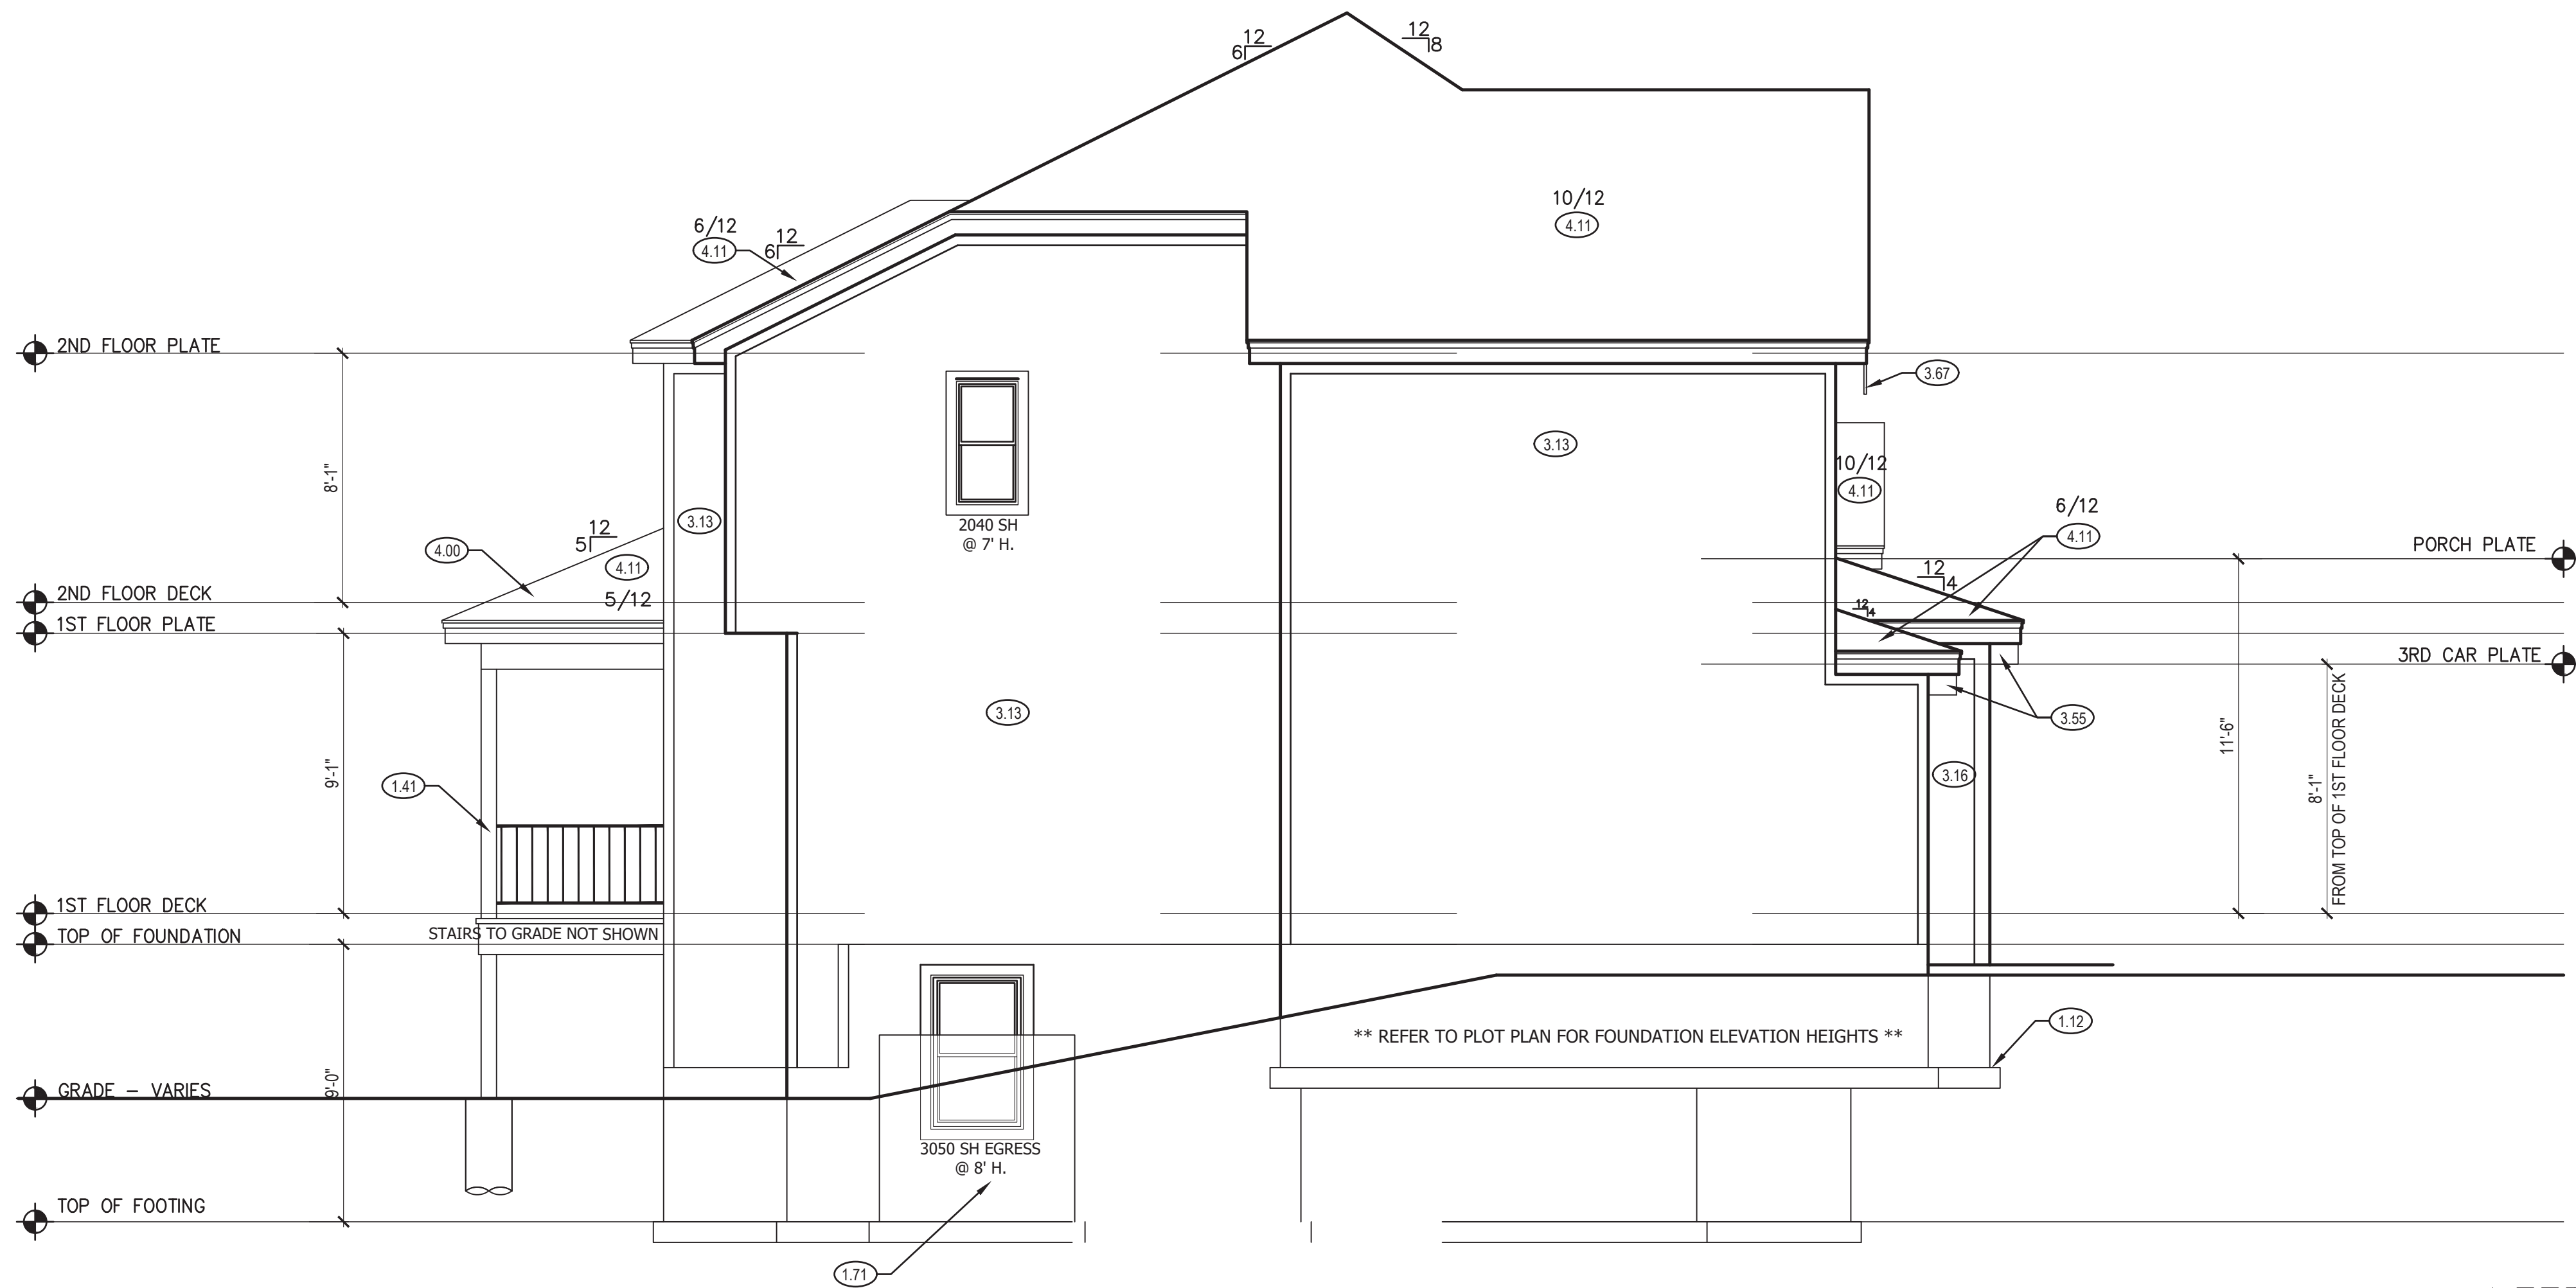 12
6
12
8
10/12
4.11
6/12
4.11
12
6
2ND FLOOR PLATE
3.67
3.13
8'-1"
10/12
4.11
3.13
2040 SH
@ 7' H.
12
5
4.00
4.11
5/12
6/12
4.11
PORCH PLATE
12
4
2ND FLOOR DECK
1ST FLOOR PLATE
12
4
3RD CAR PLATE
3.13
3.55
11'-6"
8'-1"
FROM TOP OF 1ST FLOOR DECK
9'-1"
1.41
3.16
1ST FLOOR DECK
TOP OF FOUNDATION
STAIRS TO GRADE NOT SHOWN
** REFER TO PLOT PLAN FOR FOUNDATION ELEVATION HEIGHTS **
1.12
9'-0"
GRADE – VARIES
3050 SH EGRESS
@ 8' H.
TOP OF FOOTING
1.71